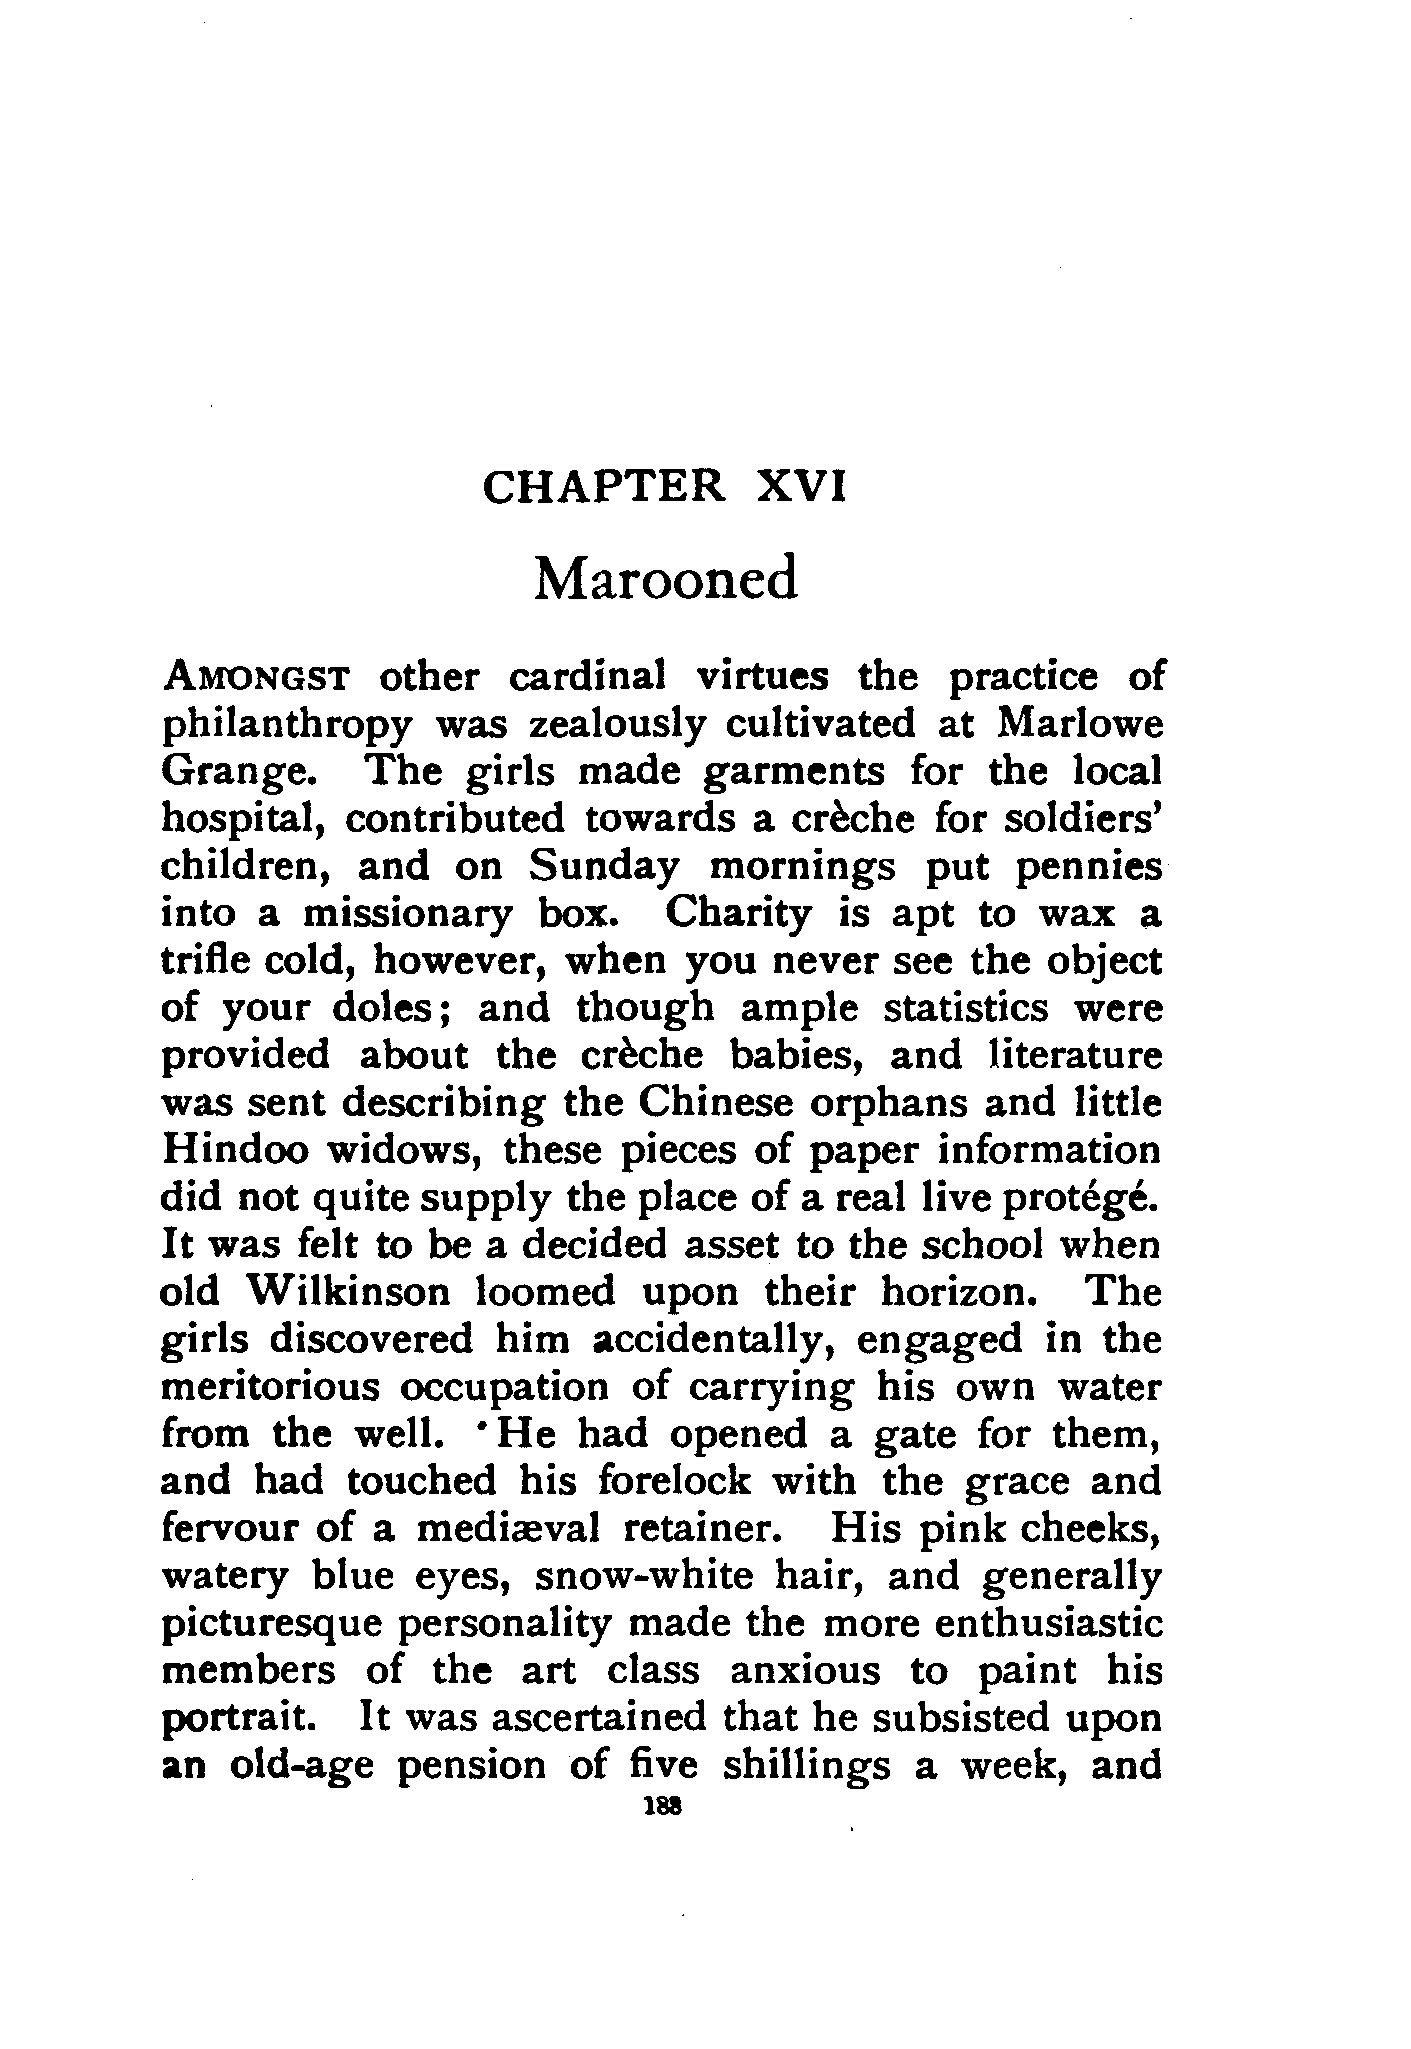 CHAPTER XVI
Marooned
AMONGST other cardinal virtues the practice of
philanthropy was zealously cultivated at Marlowe
Grange. The girls made garments for the local
hospital, contributed towards a crèche for soldiers'
children, and on Sunday mornings put pennies
into a missionary box. Charity is apt to wax a
trifle cold, however, when you never see the object
of your doles; and though ample statistics were
provided about the crèche babies, and literature
was sent describing the Chinese orphans and little
Hindoo widows, these pieces of paper information
did not quite supply the place of a real live protégé.
It was felt to be a decided asset to the school when
old Wilkinson loomed upon their horizon. The
girls discovered him accidentally, engaged in the
meritorious occupation of carrying his own water
from the well. He had opened a gate for them,
and had touched his forelock with the grace and
fervour of a mediæval retainer. His pink cheeks,
watery blue eyes, snow-white hair, and generally
picturesque personality made the more enthusiastic
members of the art class anxious to paint his
portrait. It was ascertained that he subsisted upon
an old-age pension of five shillings a week, and
188